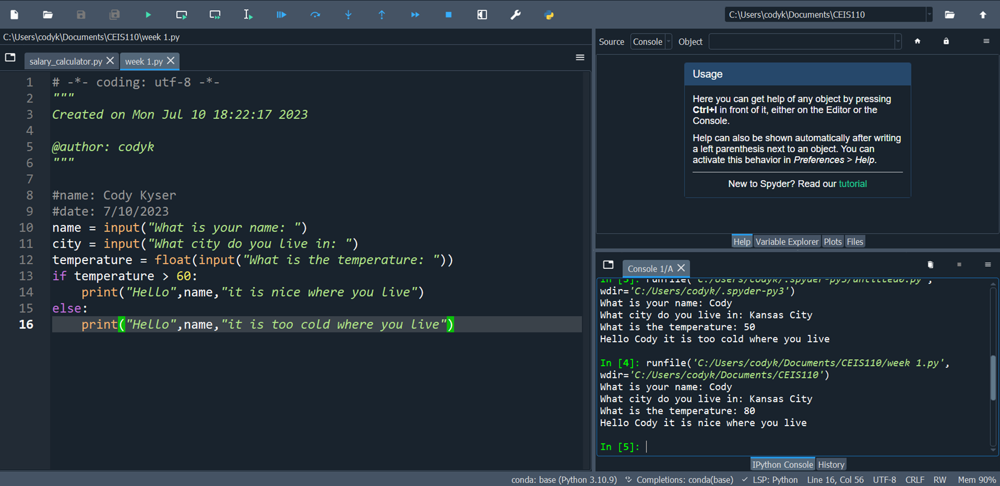 C:\Users\codyk\Documents\CEIS110
C:\Users\codyk\Documents\CEIS110\week 1.py
salary_calculator.py
week 1.py
1 # -*- coding: utf-8 -*-
2 """
3 Created on Mon Jul 10 18:22:17 2023
4
5 @author: codyk
6 """
7
8 #name: Cody Kyser
9 #date: 7/10/2023
10 name = input("What is your name: ")
11 city = input("What city do you live in: ")
12 temperature = float(input("What is the temperature: "))
13 if temperature > 60:
14     print("Hello",name,"it is nice where you live")
15 else:
16     print("Hello",name,"it is too cold where you live")
Source Console Object
Usage
Here you can get help of any object by pressing
Ctrl+I in front of it, either on the Editor or the
Console.
Help can also be shown automatically after writing
a left parenthesis next to an object. You can
activate this behavior in Preferences > Help.
New to Spyder? Read our tutorial
Help Variable Explorer Plots Files
Console 1/A
In [3]: runfile('C:/Users/codyk/.spyder-py3/untitled0.py',
wdir='C:/Users/codyk/.spyder-py3')
What is your name: Cody
What city do you live in: Kansas City
What is the temperature: 50
Hello Cody it is too cold where you live
In [4]: runfile('C:/Users/codyk/Documents/CEIS110/week 1.py',
wdir='C:/Users/codyk/Documents/CEIS110')
What is your name: Cody
What city do you live in: Kansas City
What is the temperature: 80
Hello Cody it is nice where you live
In [5]:
IPython Console History
conda: base (Python 3.10.9) Completions: conda(base) LSP: Python Line 16, Col 56 UTF-8 CRLF RW Mem 90%